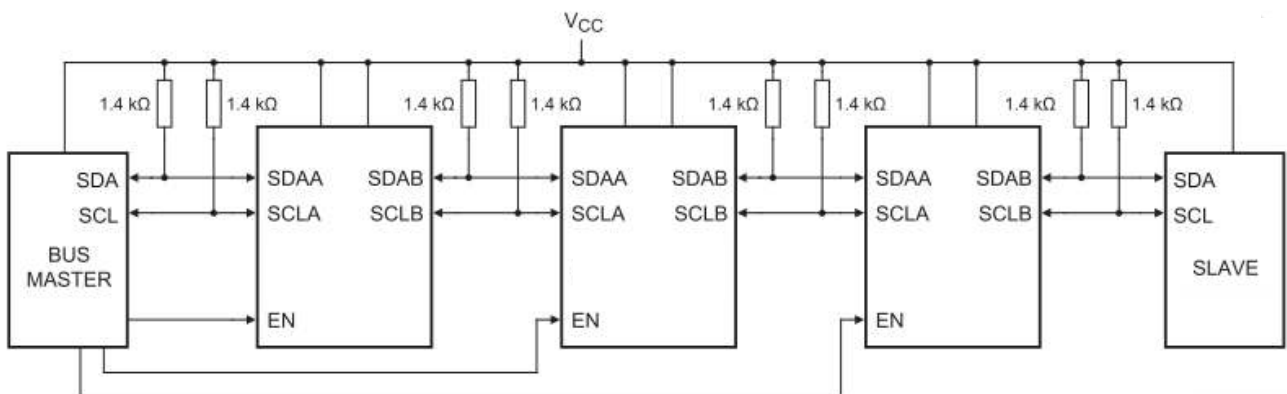 VCC
1.4 kΩ 1.4 kΩ 1.4 kΩ 1.4 kΩ 1.4 kΩ 1.4 kΩ 1.4 kΩ 1.4 kΩ
SDA SDAA SDAB SDAA SDAB SDAA SDAB SDA
SCL SCLA SCLB SCLA SCLB SCLA SCLB SCL
BUS
MASTER
SLAVE
EN EN EN